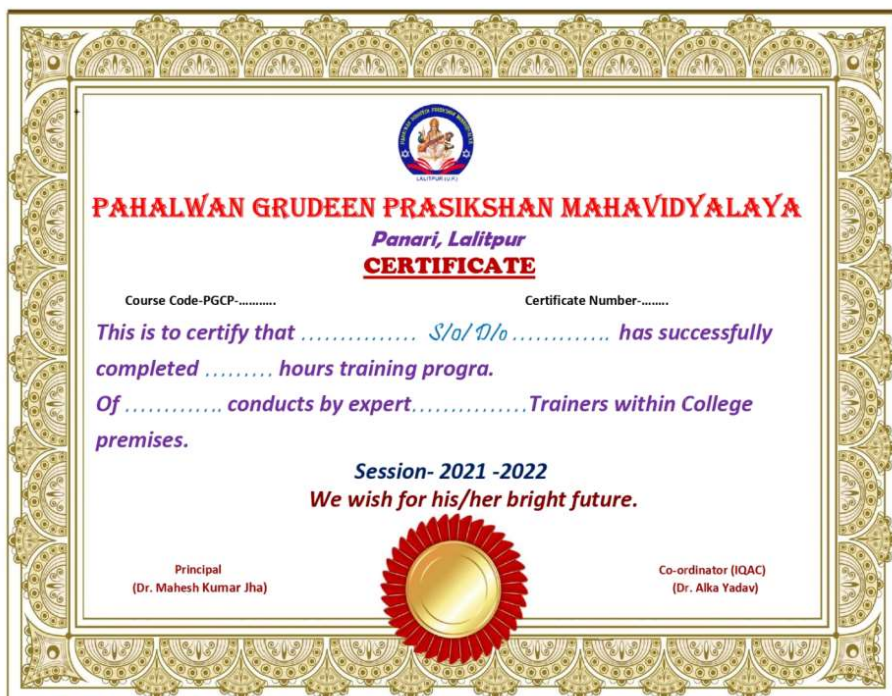 LALITPUR (U.P.)
PAHALWAN GRUDEEN PRASIKSHAN MAHAVIDYALAYA
Panari, Lalitpur
CERTIFICATE
Course Code-PGCP-........... Certificate Number-........
This is to certify that ............... S/o/ D/o ............. has successfully
completed ......... hours training progra.
Of ............. conducts by expert...............Trainers within College
premises.
Session- 2021 -2022
We wish for his/her bright future.
Principal Co-ordinator (IQAC)
(Dr. Mahesh Kumar Jha) (Dr. Alka Yadav)